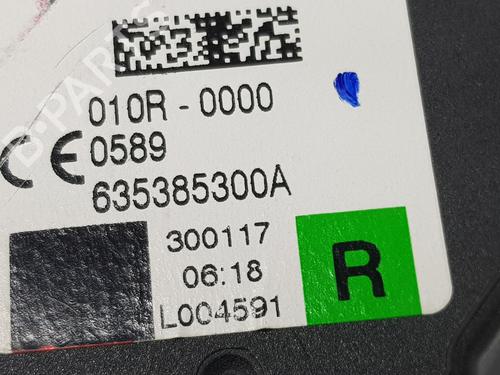 010R - 0000
CE 0589
635385300A
300117
06:18
L004591
R
B-PARTS